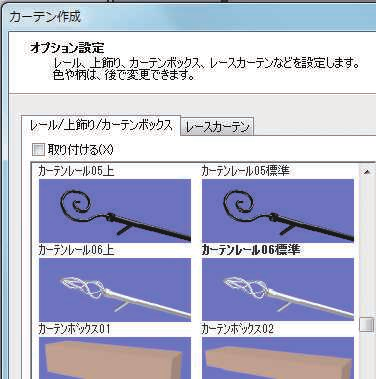 カーテン作成
オプション設定
レール、上飾り、カーテンボックス、レースカーテンなどを設定します。
色や柄は、後で変更できます。
レール/上飾り/カーテンボックス レースカーテン
取り付ける(X)
カーテンレール05上 カーテンレール05標準
カーテンレール06上 カーテンレール06標準
カーテンボックス01 カーテンボックス02